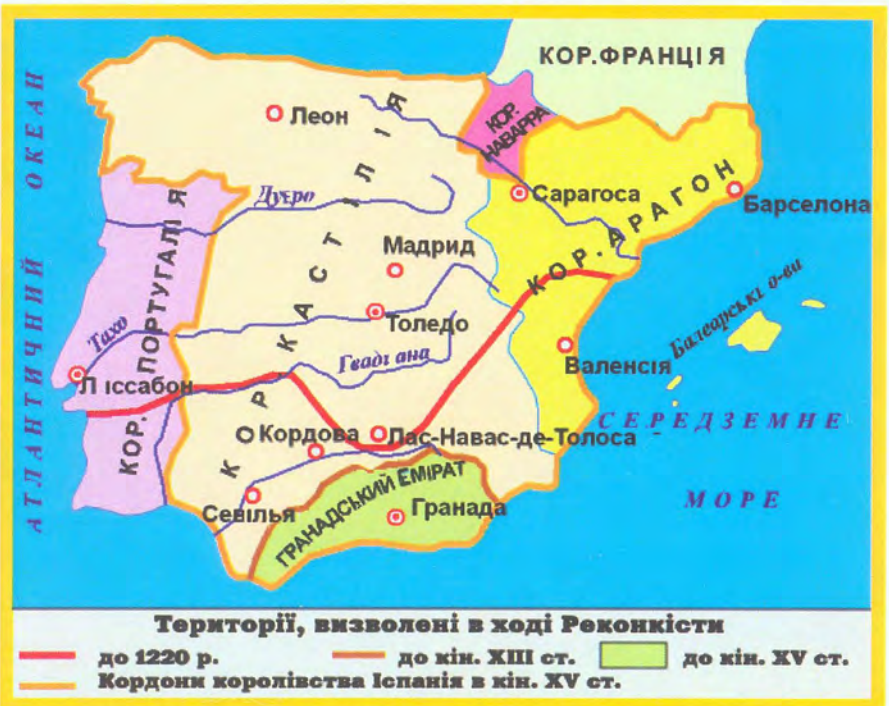 КОР. ФРАНЦІЯ
АТЛАНТИЧНИЙ ОКЕАН
Леон
КОР. НАВАРРА
КОР. КАСТІЛІЯ
Дуеро
Сарагоса
КОР. АРАГОН
Барселона
КОР. ПОРТУГАЛІЯ
Мадрид
Балеарські о-ви
Тахо
Толедо
Гвадіана
Валенсія
Л іссабон
СЕРЕДЗЕМНЕ
МОРЕ
Кордова
Лас-Навас-де-Толоса
ГРАНАДСЬКИЙ ЕМІРАТ
Севілья
Гранада
Території, визволені в ході Реконкісти
до 1220 р.
до кін. XIII ст.
до кін. XV ст.
Кордони королівства Іспанія в кін. XV ст.